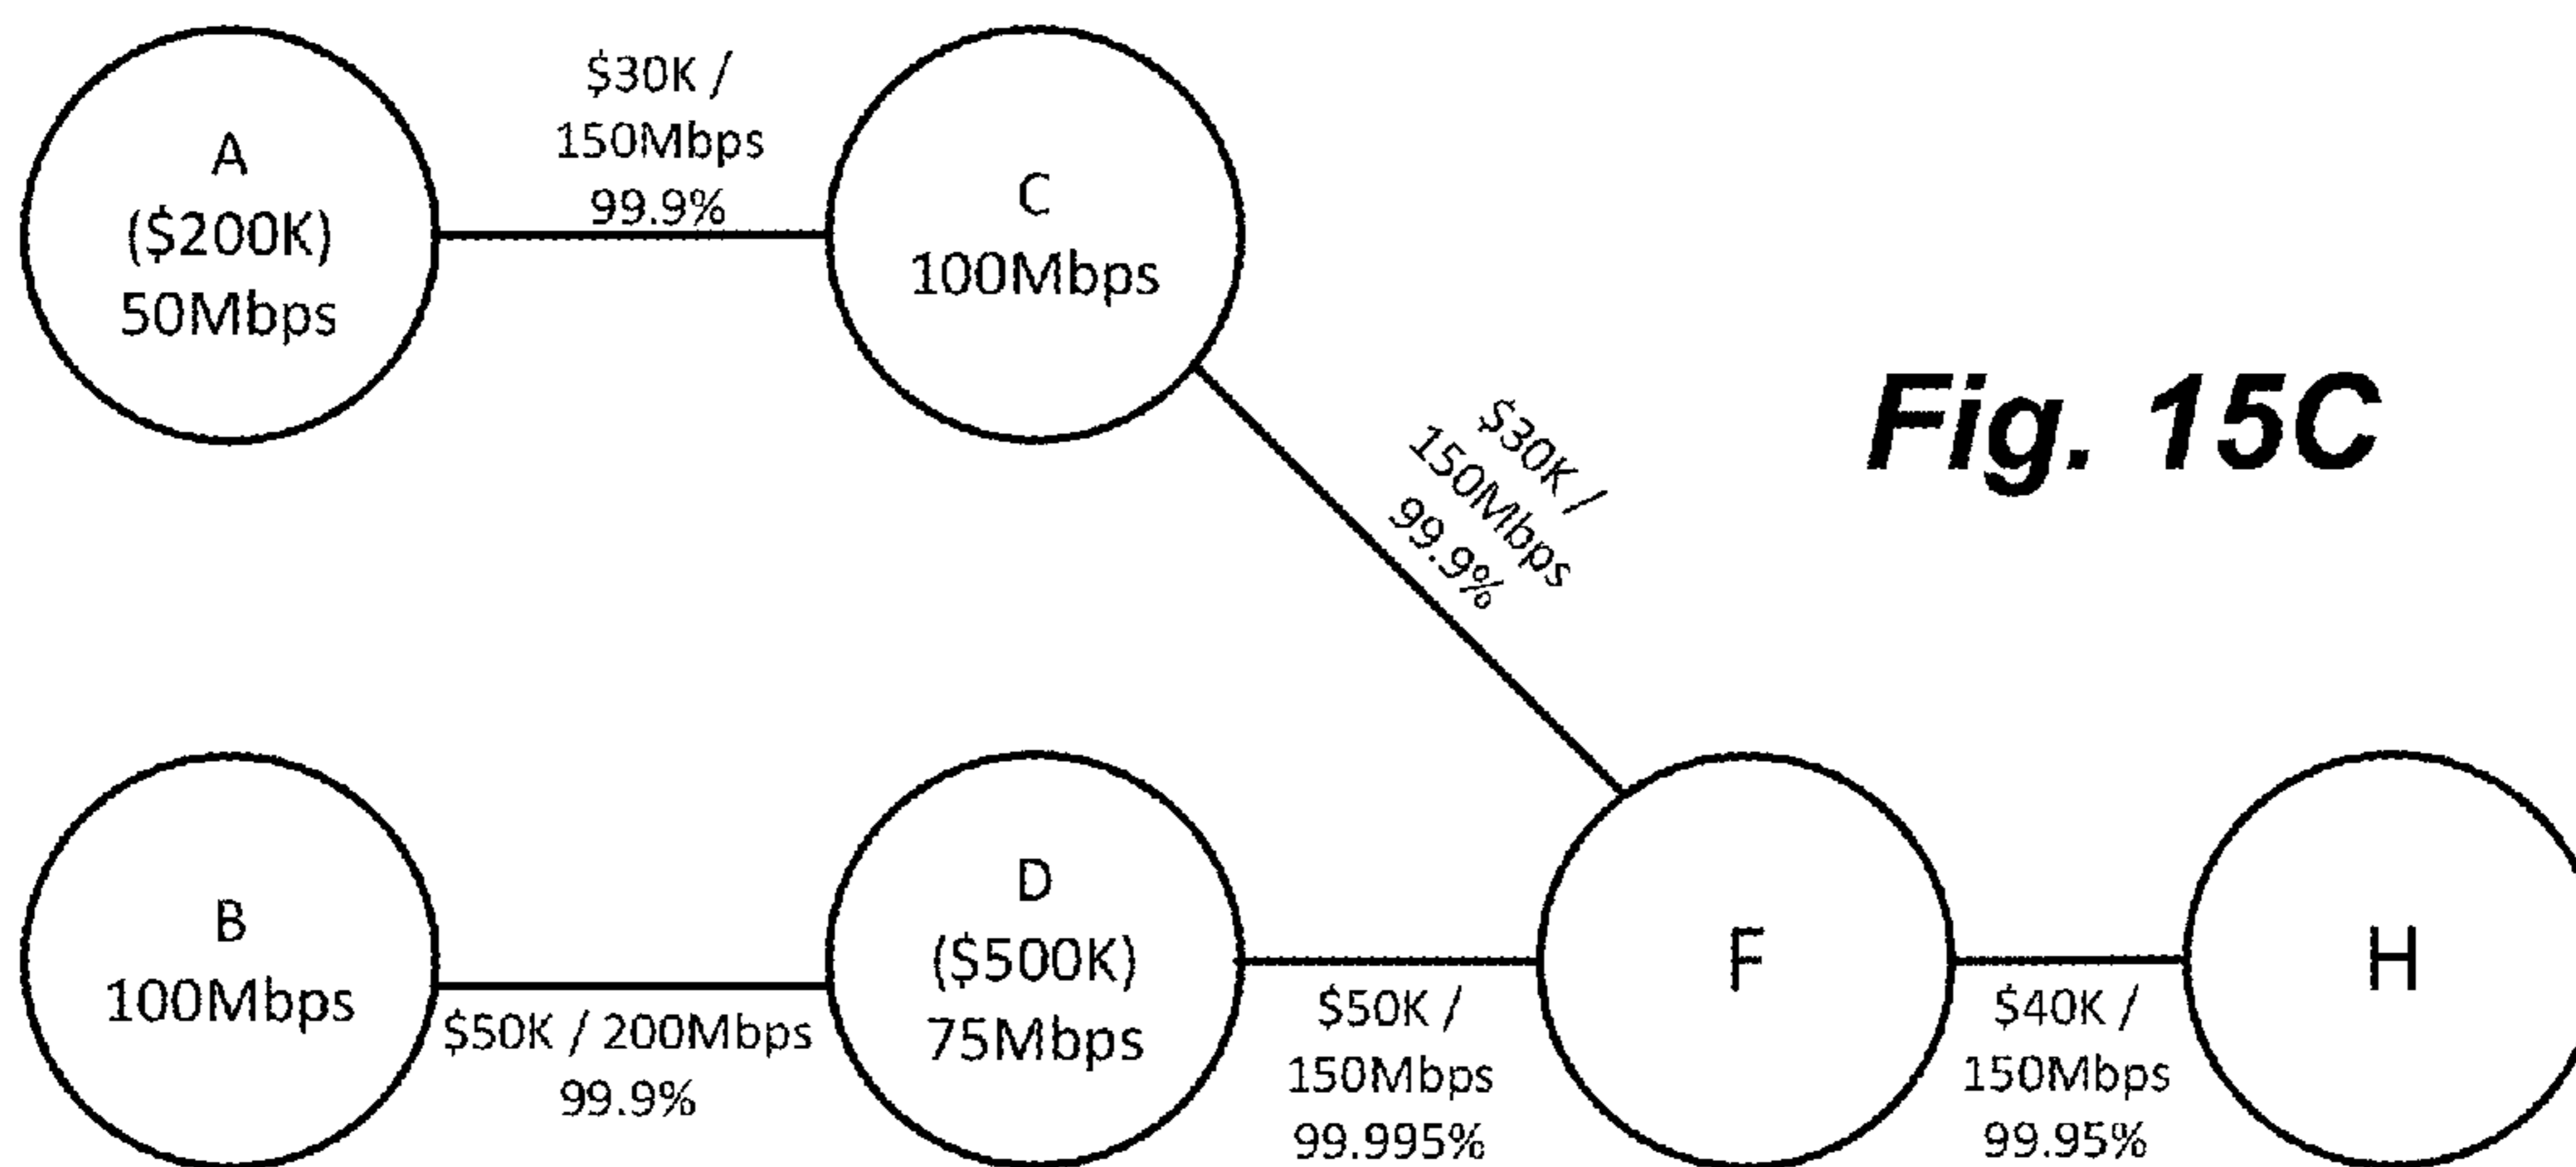 A
($200K)
50Mbps
$30K /
150Mbps
99.9%
C
100Mbps
$30K /
150Mbps
99.9%
Fig. 15C
B
100Mbps
$50K / 200Mbps
99.9%
D
($500K)
75Mbps
$50K /
150Mbps
99.995%
F
$40K /
150Mbps
99.95%
H